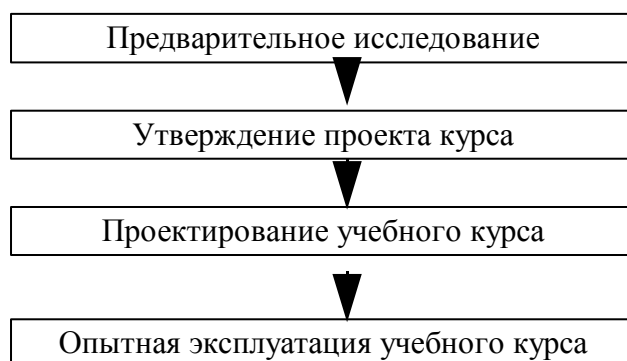 Предварительное исследование
Утверждение проекта курса
Проектирование учебного курса
Опытная эксплуатация учебного курса